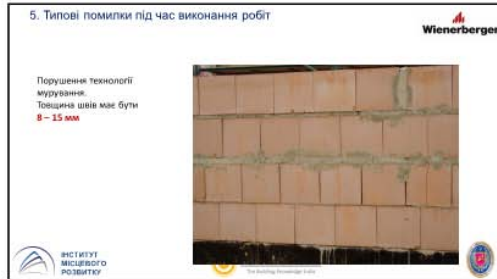 5. Типові помилки під час виконання робіт
Wienerberger
Порушення технології
мурування.
Товщина швів має бути
8 – 15 мм
ІНСТИТУТ
МІСЦЕВОГО
РОЗВИТКУ